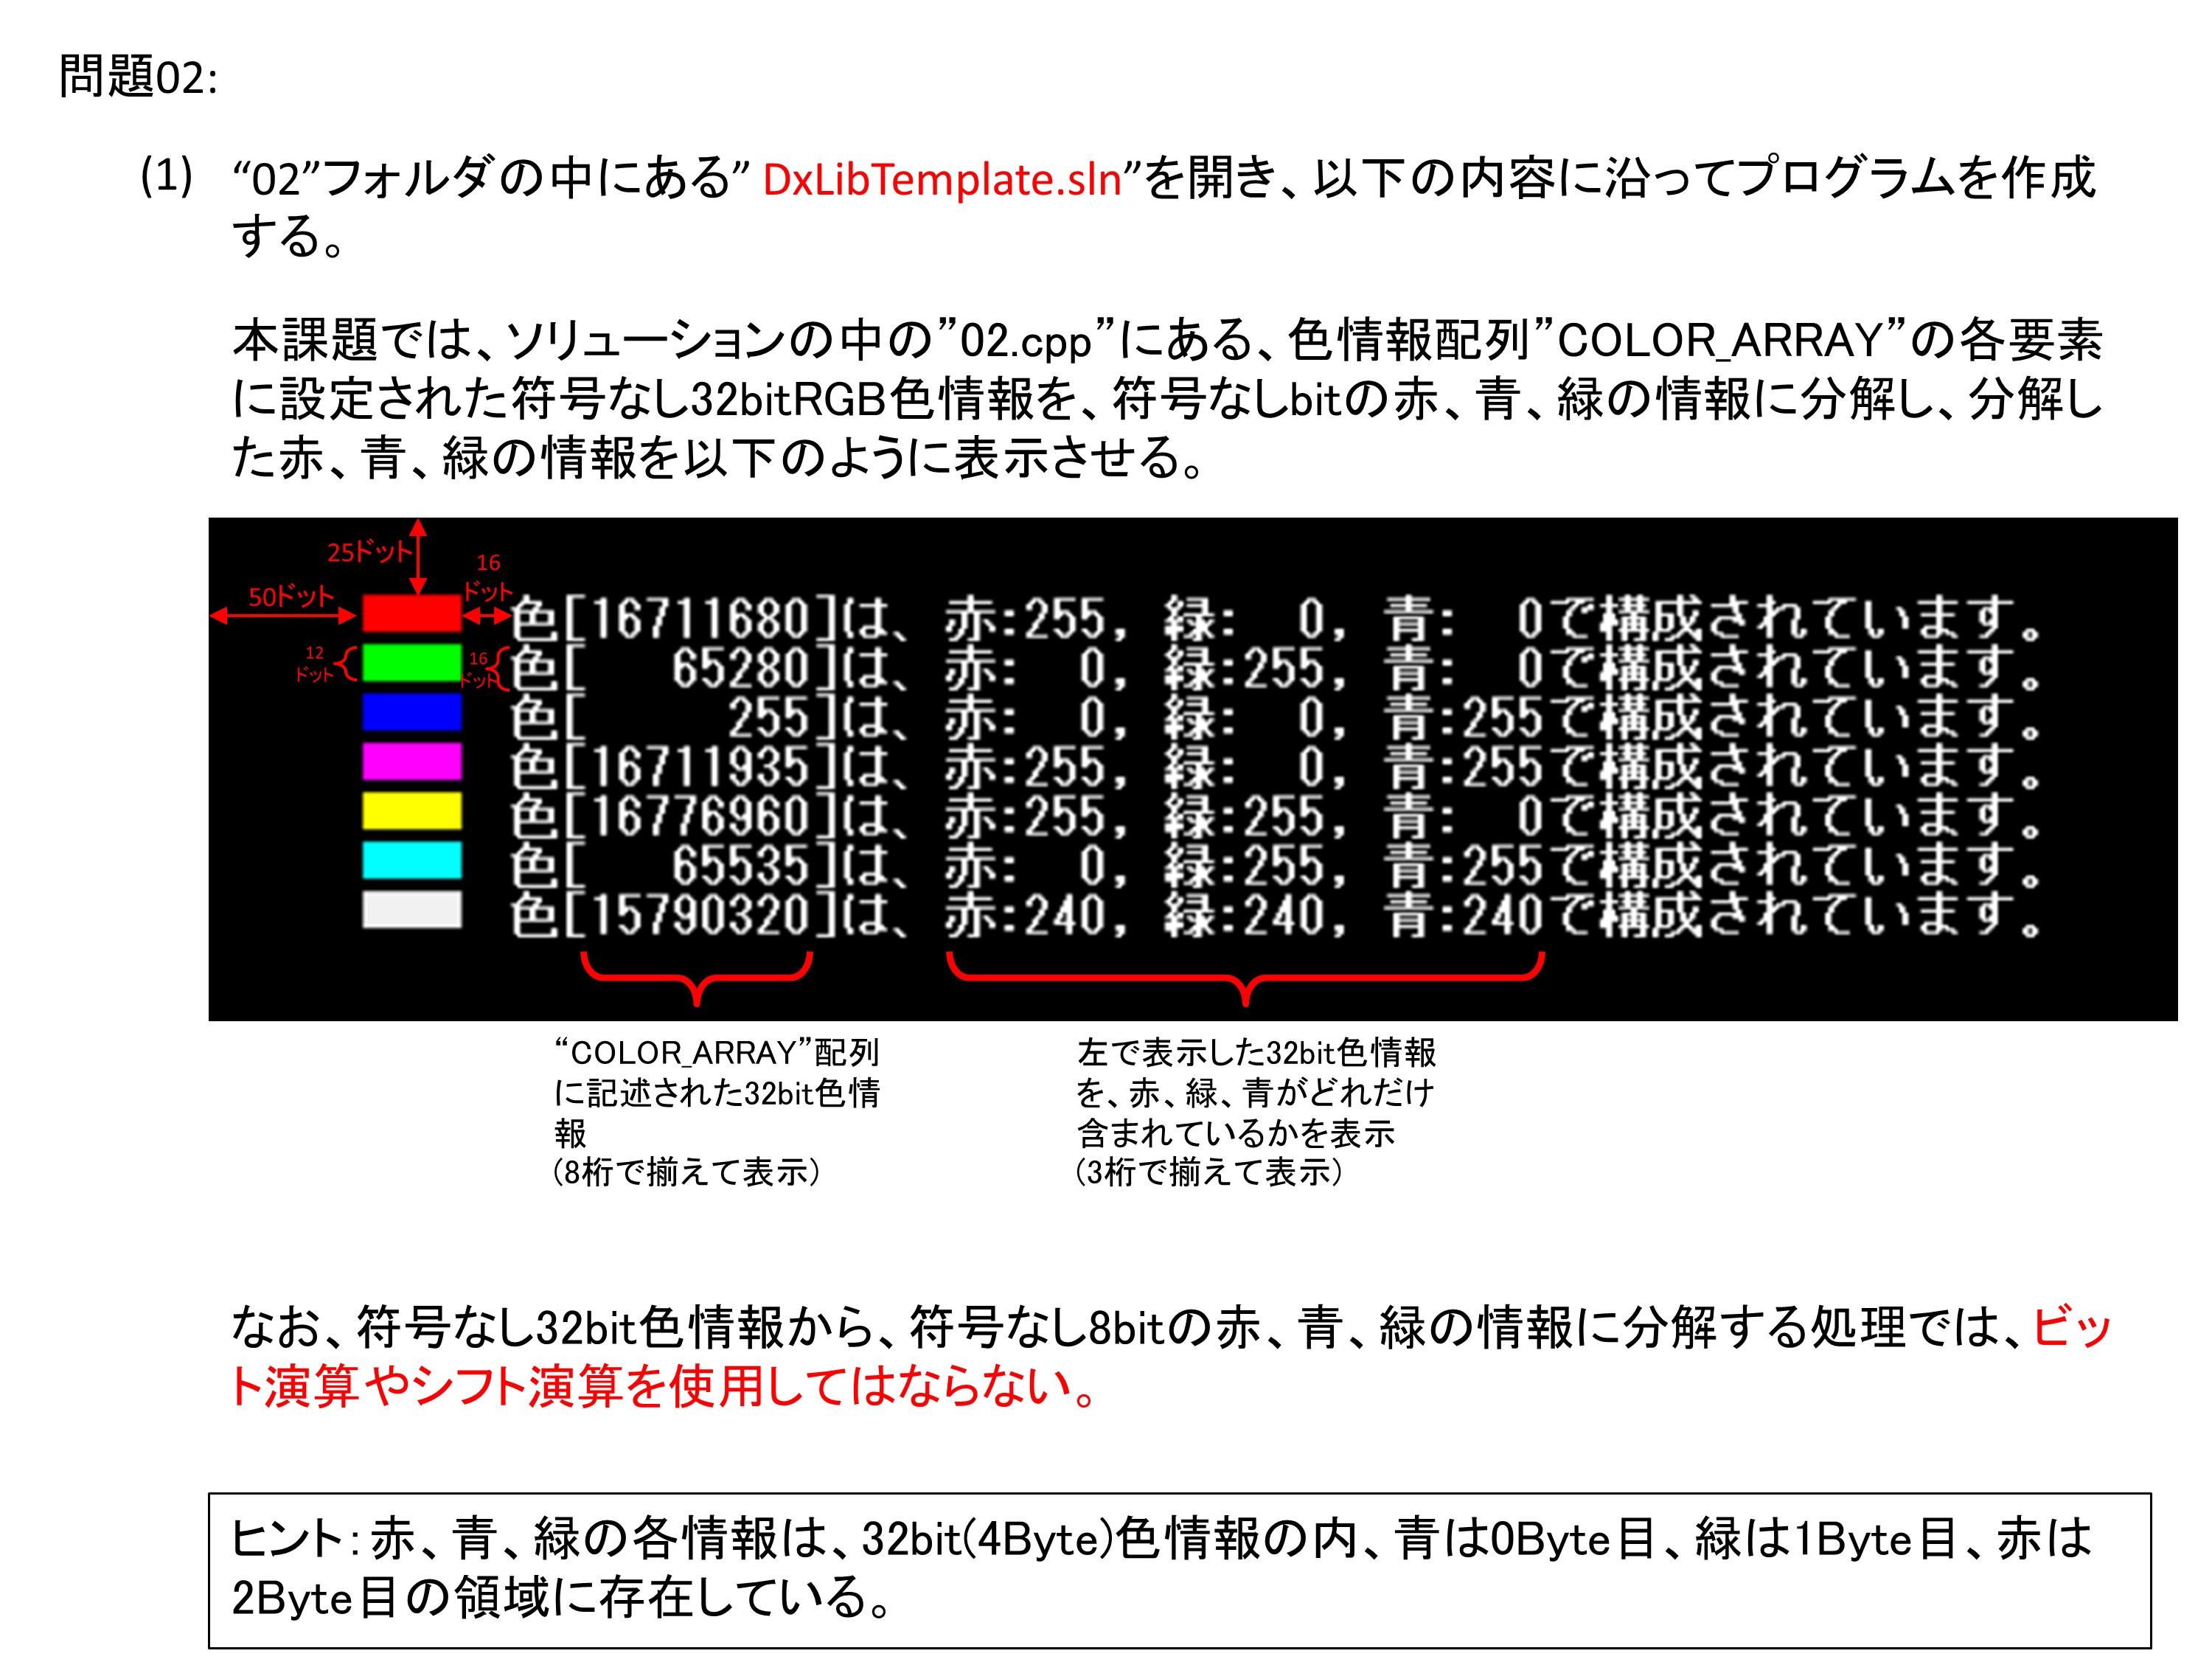 問題02:
(1) “02”フォルダの中にある” DxLibTemplate.sln”を開き、以下の内容に沿ってプログラムを作成
する。
本課題では、ソリューションの中の”02.cpp”にある、色情報配列”COLOR_ARRAY”の各要素
に設定された符号なし32bitRGB色情報を、符号なしbitの赤、青、緑の情報に分解し、分解し
た赤、青、緑の情報を以下のように表示させる。
25ドット
16
ドット
50ドット
色[16711680]は、 赤:255, 緑:  0, 青:  0で構成されています。
12
ドット
16
ドット
色[   65280]は、 赤:  0, 緑:255, 青:  0で構成されています。
色[     255]は、 赤:  0, 緑:  0, 青:255で構成されています。
色[16711935]は、 赤:255, 緑:  0, 青:255で構成されています。
色[16776960]は、 赤:255, 緑:255, 青:  0で構成されています。
色[   65535]は、 赤:  0, 緑:255, 青:255で構成されています。
色[15790320]は、 赤:240, 緑:240, 青:240で構成されています。
“COLOR_ARRAY”配列
に記述された32bit色情
報
(8桁で揃えて表示)
左で表示した32bit色情報
を、赤、緑、青がどれだけ
含まれているかを表示
(3桁で揃えて表示)
なお、符号なし32bit色情報から、符号なし8bitの赤、青、緑の情報に分解する処理では、ビッ
ト演算やシフト演算を使用してはならない。
ヒント：赤、青、緑の各情報は、32bit(4Byte)色情報の内、青は0Byte目、緑は1Byte目、赤は
2Byte目の領域に存在している。